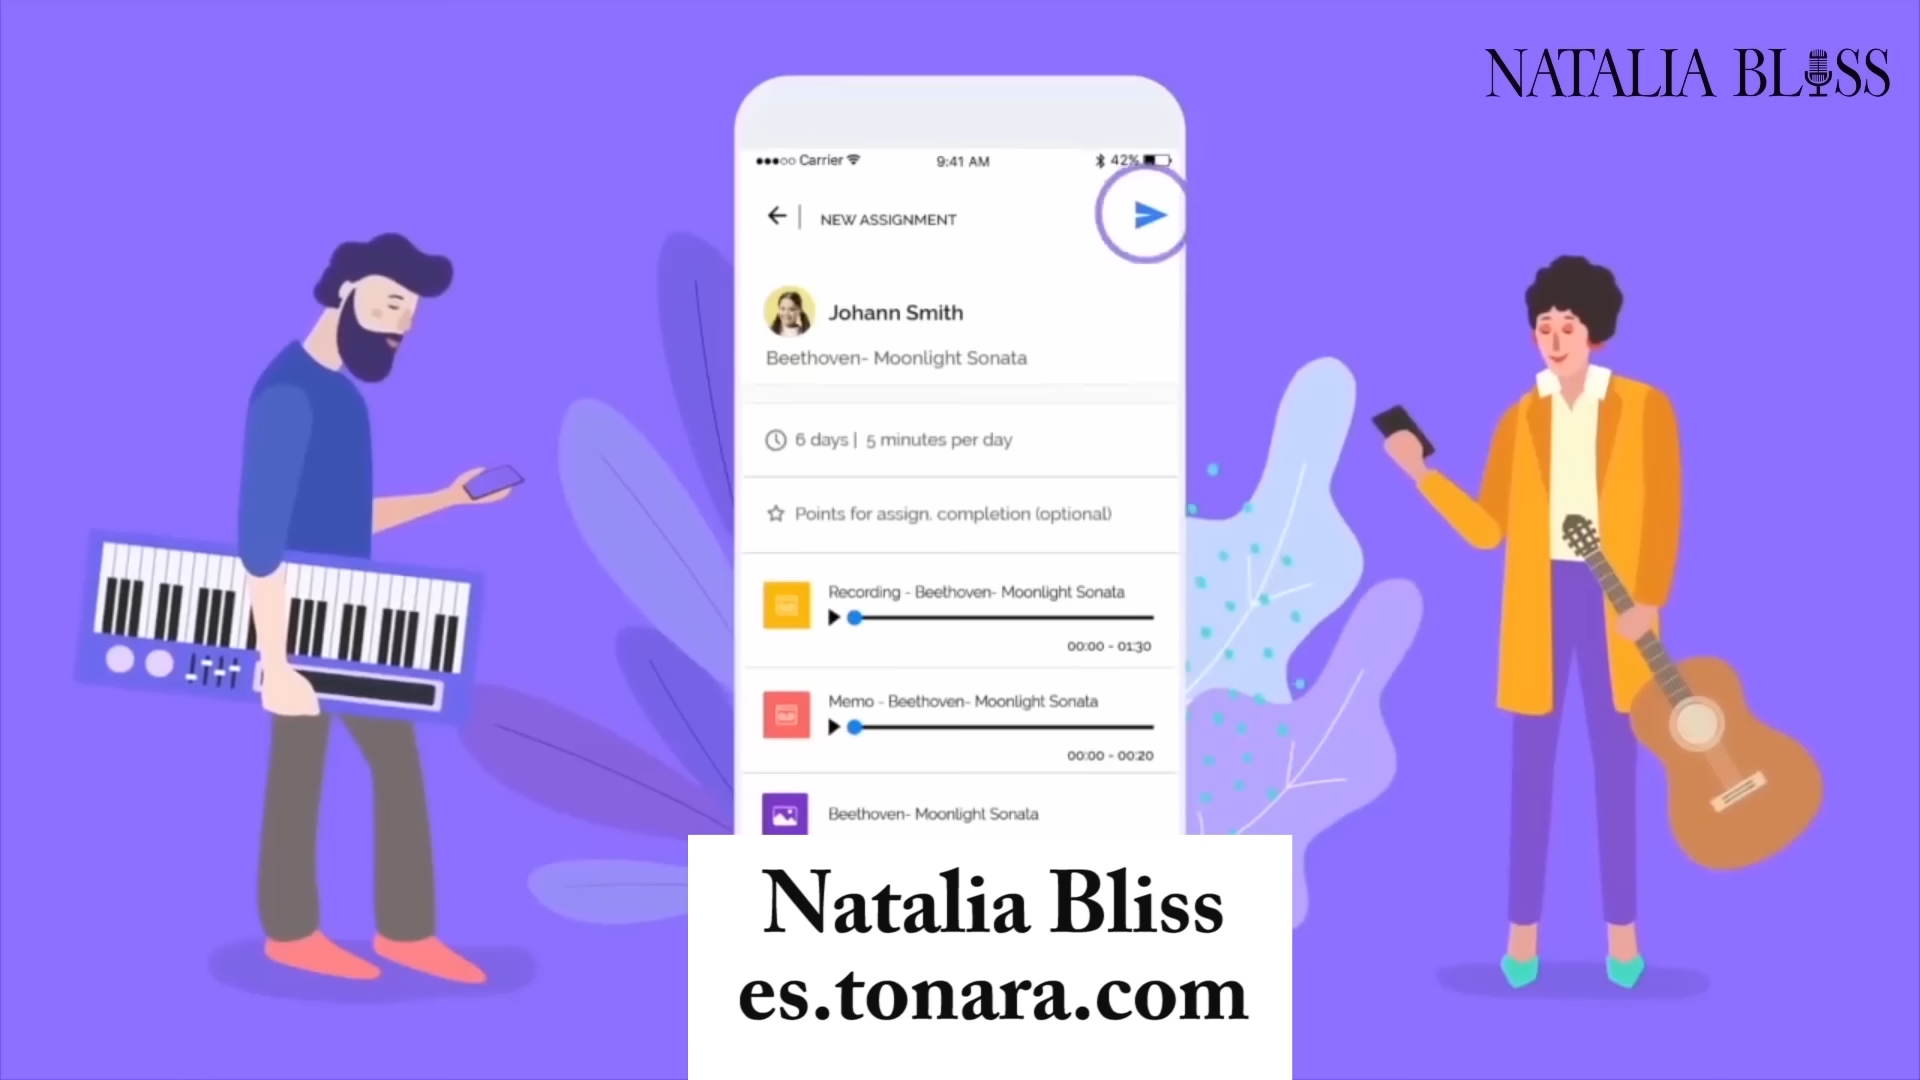 NATALIA BLISS
Carrier 9:41 AM 42%
NEW ASSIGNMENT
Johann Smith
Beethoven- Moonlight Sonata
6 days | 5 minutes per day
Points for assign. completion (optional)
Recording - Beethoven- Moonlight Sonata
00:00 - 01:30
Memo - Beethoven- Moonlight Sonata
00:00 - 00:20
Beethoven- Moonlight Sonata
Natalia Bliss
es.tonara.com